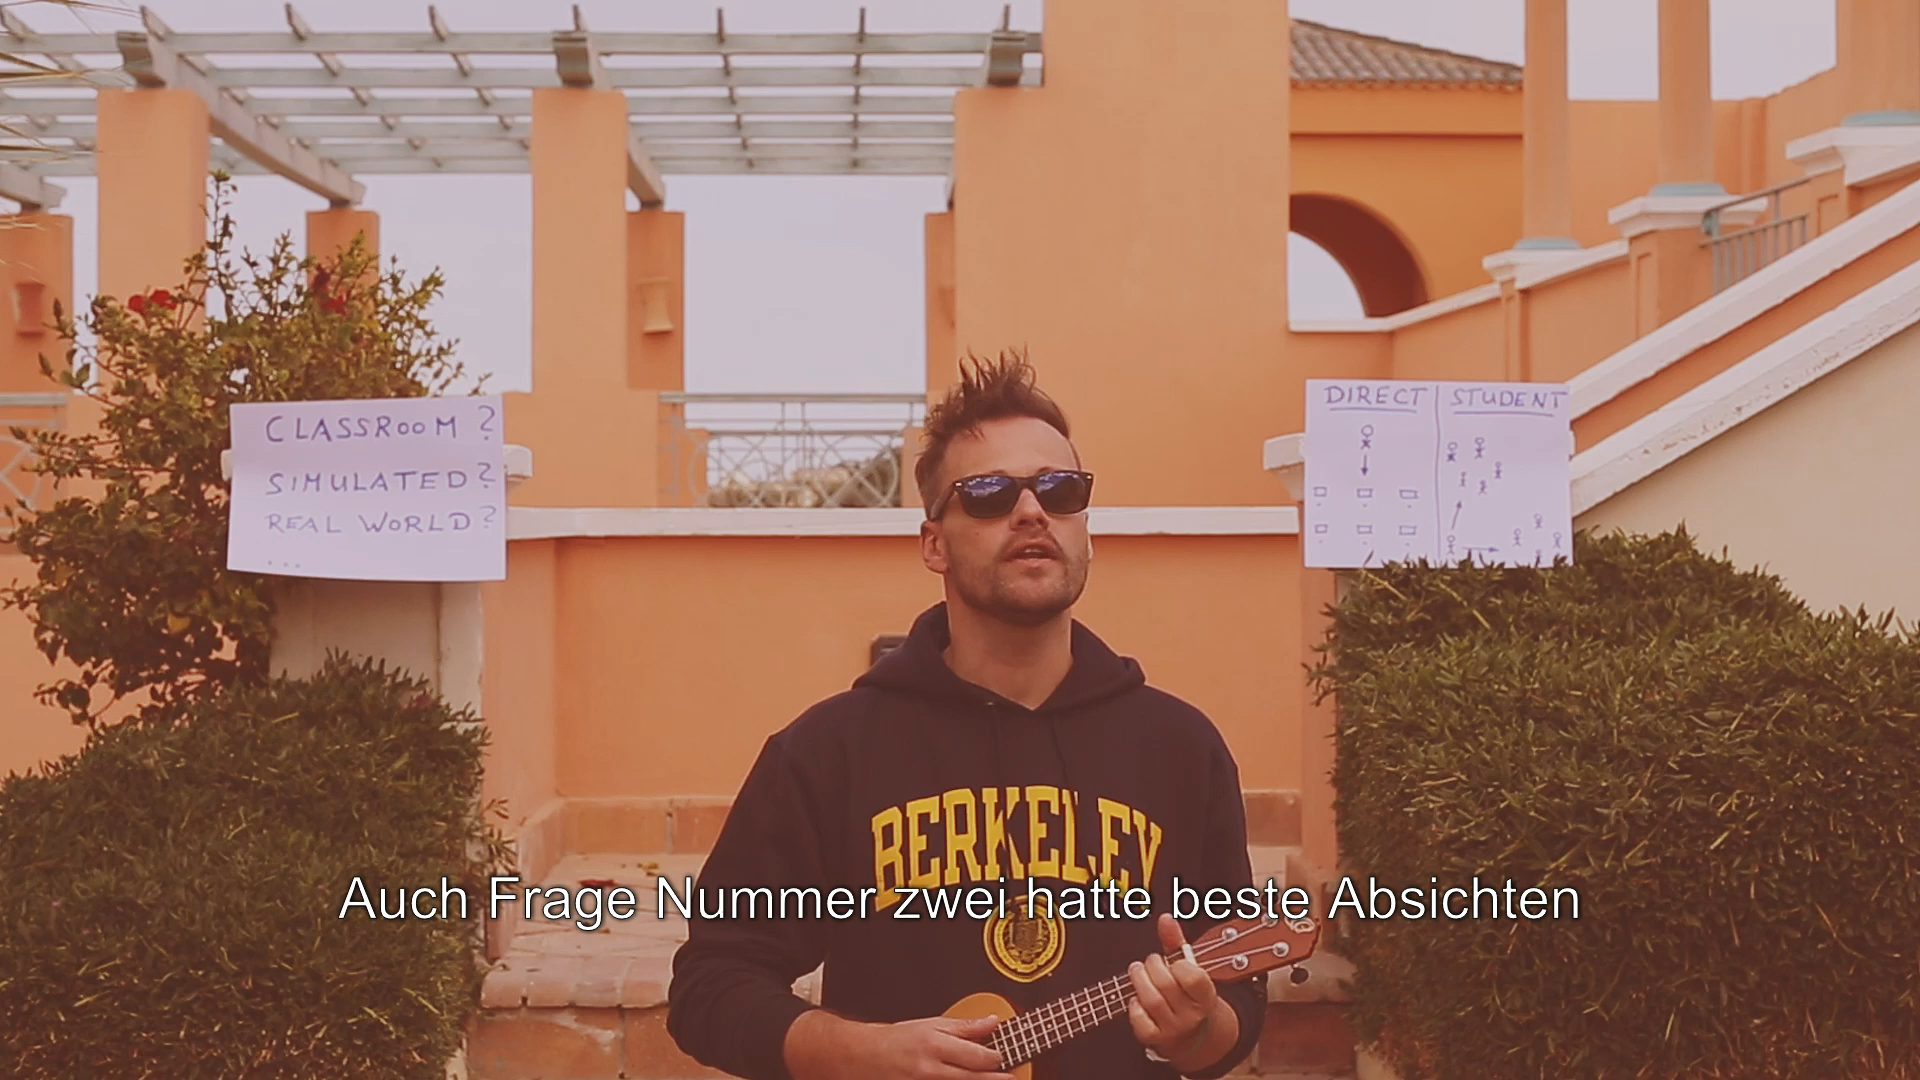 CLASSROOM?
SIMULATED?
REAL WORLD?
...
DIRECT
STUDENT
BERKELEY
Auch Frage Nummer zwei hatte beste Absichten